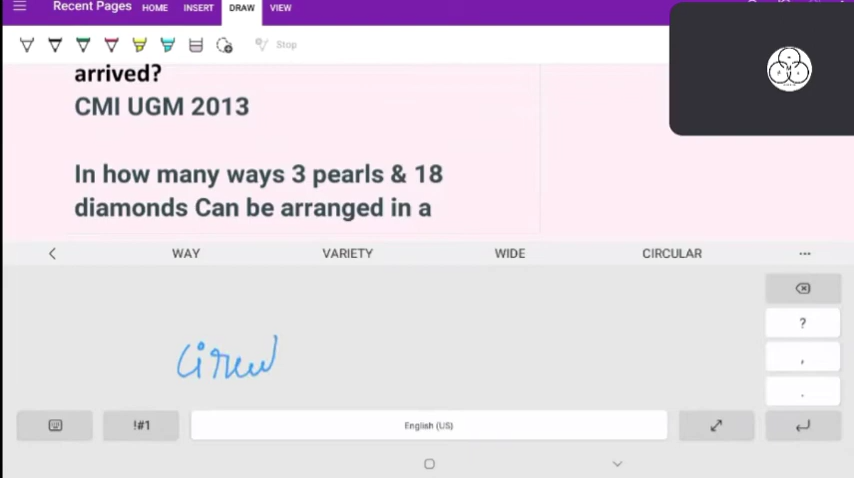 Recent Pages HOME INSERT DRAW VIEW
Stop
arrived?
CMI UGM 2013
In how many ways 3 pearls & 18
diamonds Can be arranged in a
WAY VARIETY WIDE CIRCULAR ...
?
,
.
!#1 English (US)